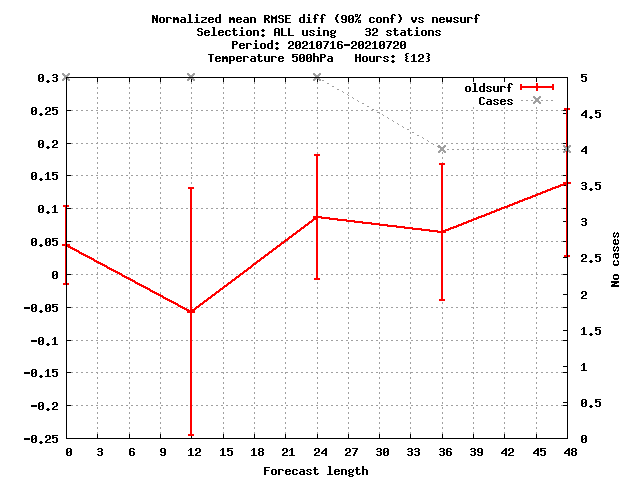 Normalized mean RMSE diff (90% conf) vs newsurf
Selection: ALL using    32 stations
Period: 20210716-20210720
Temperature 500hPa   Hours: {12}
oldsurf
Cases
0.3
0.25
0.2
0.15
0.1
0.05
0
-0.05
-0.1
-0.15
-0.2
-0.25
5
4.5
4
3.5
3
2.5
2
1.5
1
0.5
0
No cases
0 3 6 9 12 15 18 21 24 27 30 33 36 39 42 45 48
Forecast length